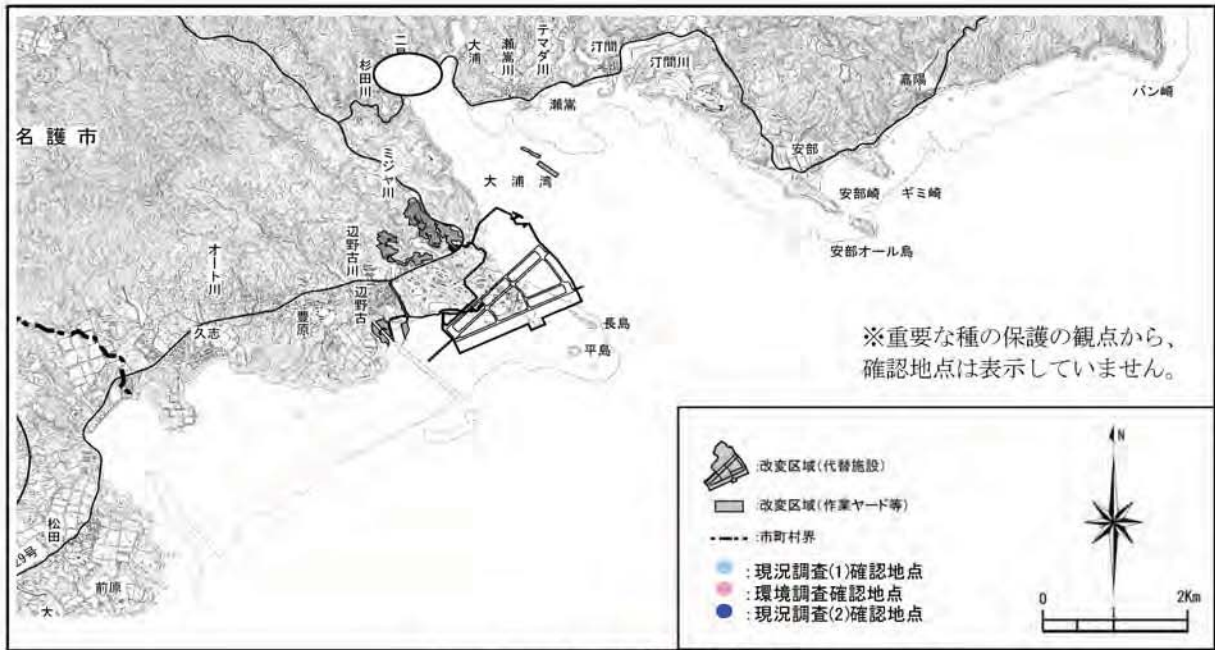 名護市
杉田川
二
大浦
瀬嵩川
テマダ川
汀間
汀間川
瀬嵩
嘉陽
バン崎
安部
安部崎
ギミ崎
安部オール島
大浦湾
ミジャ川
辺野古川
辺野古
オート川
久志
豊原
長島
平島
松田
前原
大
※重要な種の保護の観点から、
確認地点は表示していません。
:改変区域(代替施設)
:改変区域(作業ヤード等)
:市町村界
:現況調査(1)確認地点
:環境調査確認地点
:現況調査(2)確認地点
N
0 2Km